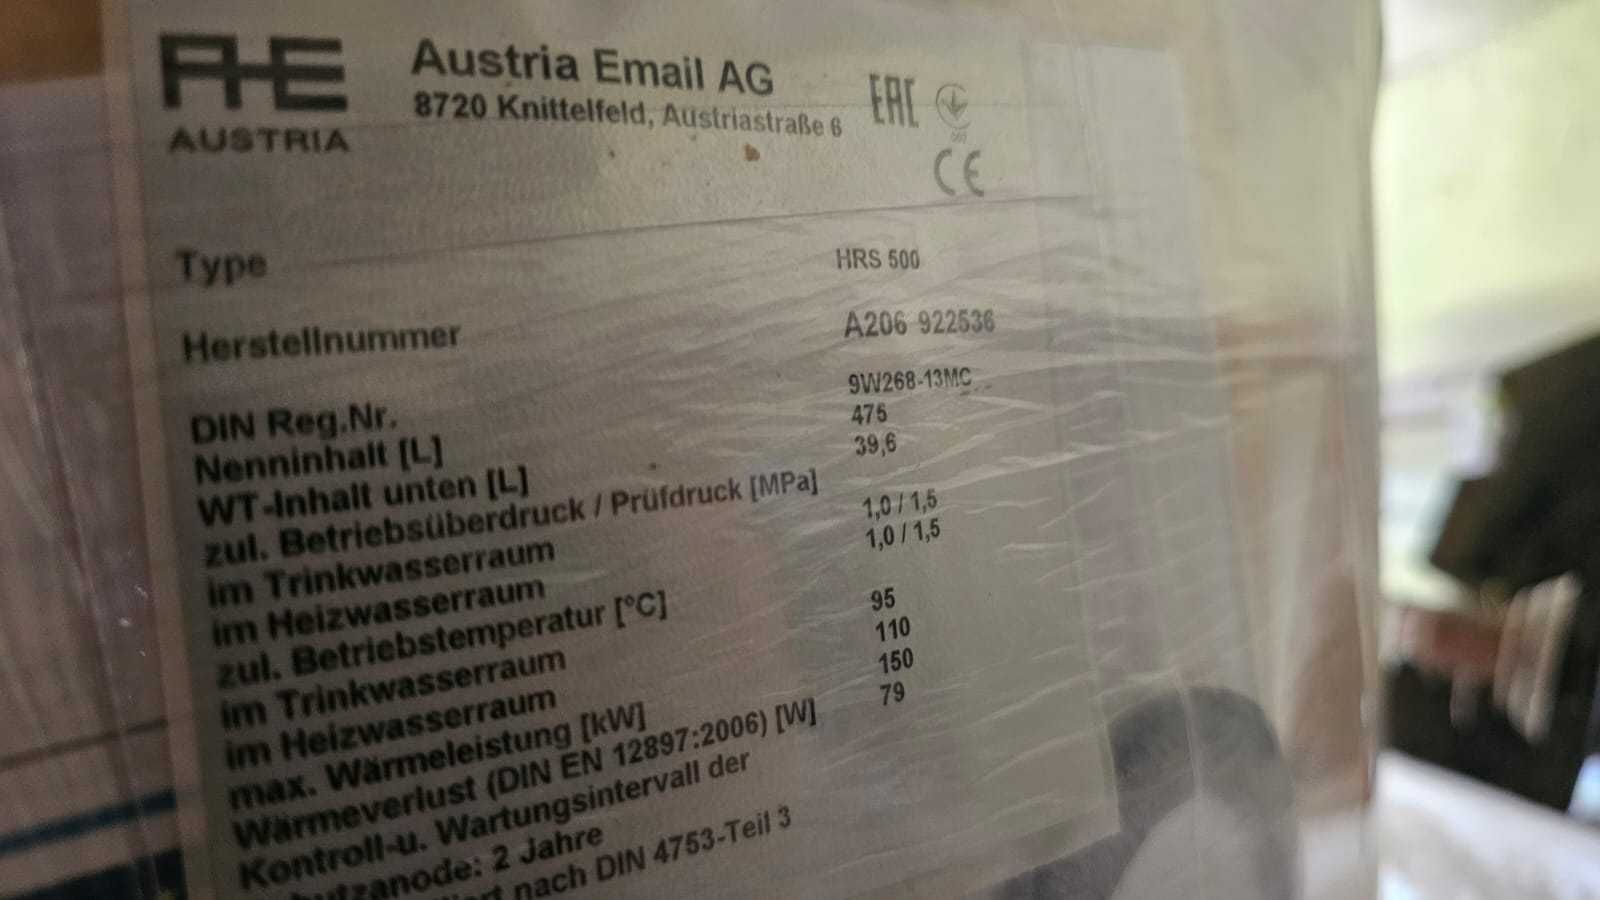 AHE
AUSTRIA
Austria Email AG
8720 Knittelfeld, Austriastraße 6
EAC
CE
Type HRS 500
Herstellnummer A206 922536
DIN Reg.Nr. 9W268-13MC
Nenninhalt [L] 475
WT-Inhalt unten [L] 39,6
zul. Betriebsüberdruck / Prüfdruck [MPa]
im Trinkwasserraum 1,0 / 1,5
im Heizwasserraum 1,0 / 1,5
zul. Betriebstemperatur [°C]
im Trinkwasserraum 95
im Heizwasserraum 110
max. Wärmeleistung [kW] 150
Wärmeverlust (DIN EN 12897:2006) [W] 79
Kontroll-u. Wartungsintervall der
2 Jahre
nach DIN 4753-Teil 3